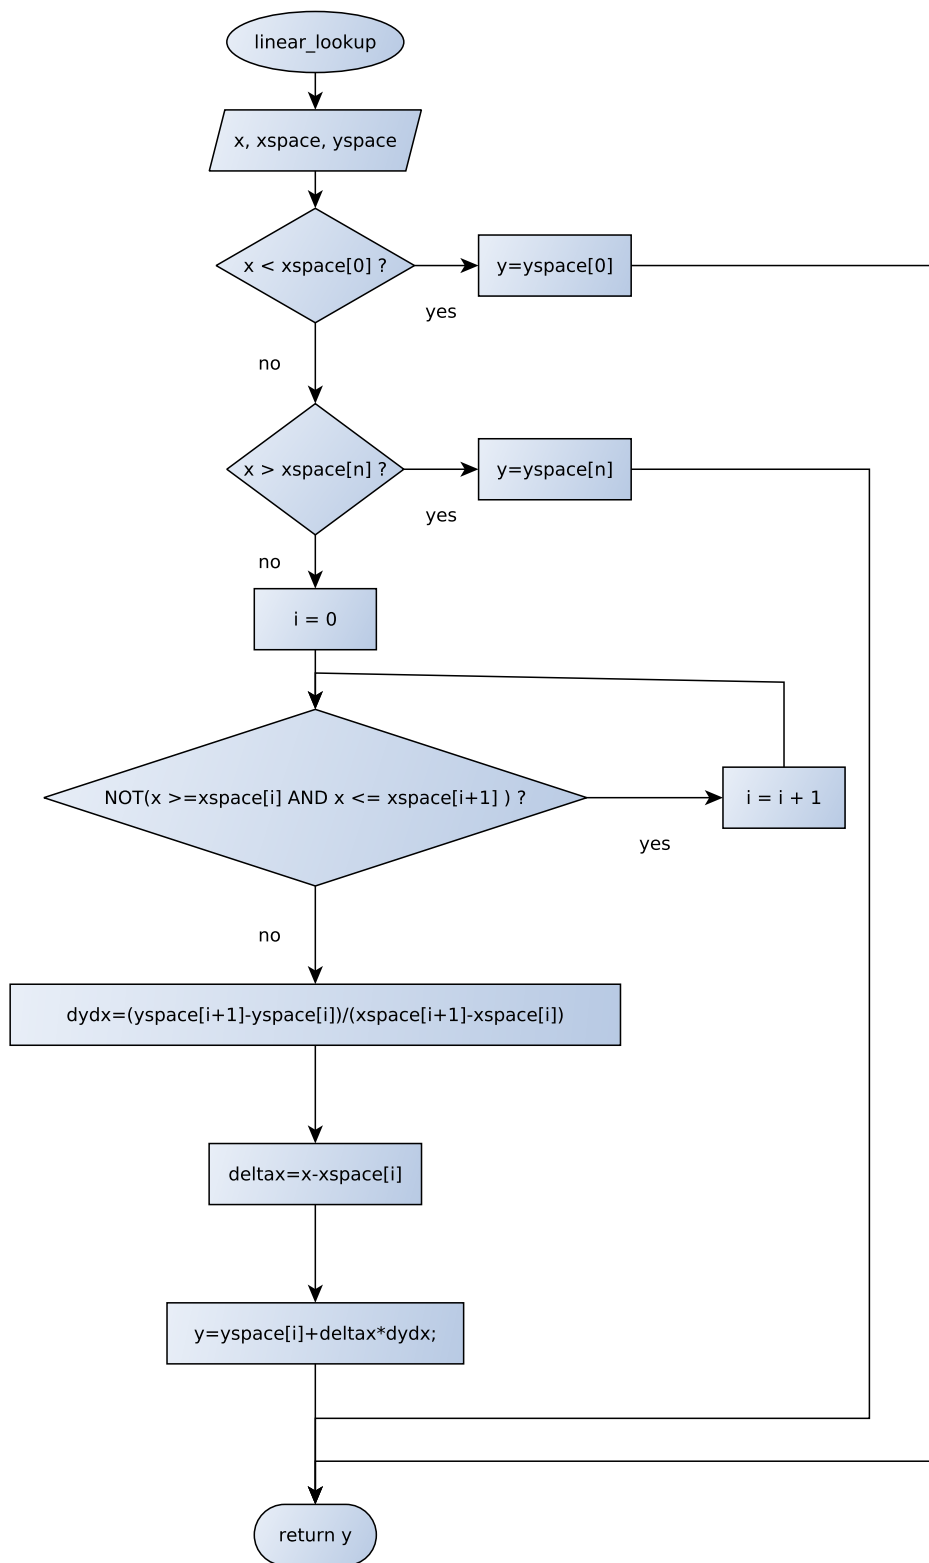 linear_lookup
x, xspace, yspace
x < xspace[0] ?
y=yspace[0]
yes
no
x > xspace[n] ?
y=yspace[n]
yes
no
i = 0
NOT(x >=xspace[i] AND x <= xspace[i+1] ) ?
i = i + 1
yes
no
dydx=(yspace[i+1]-yspace[i])/(xspace[i+1]-xspace[i])
deltax=x-xspace[i]
y=yspace[i]+deltax*dydx;
return y